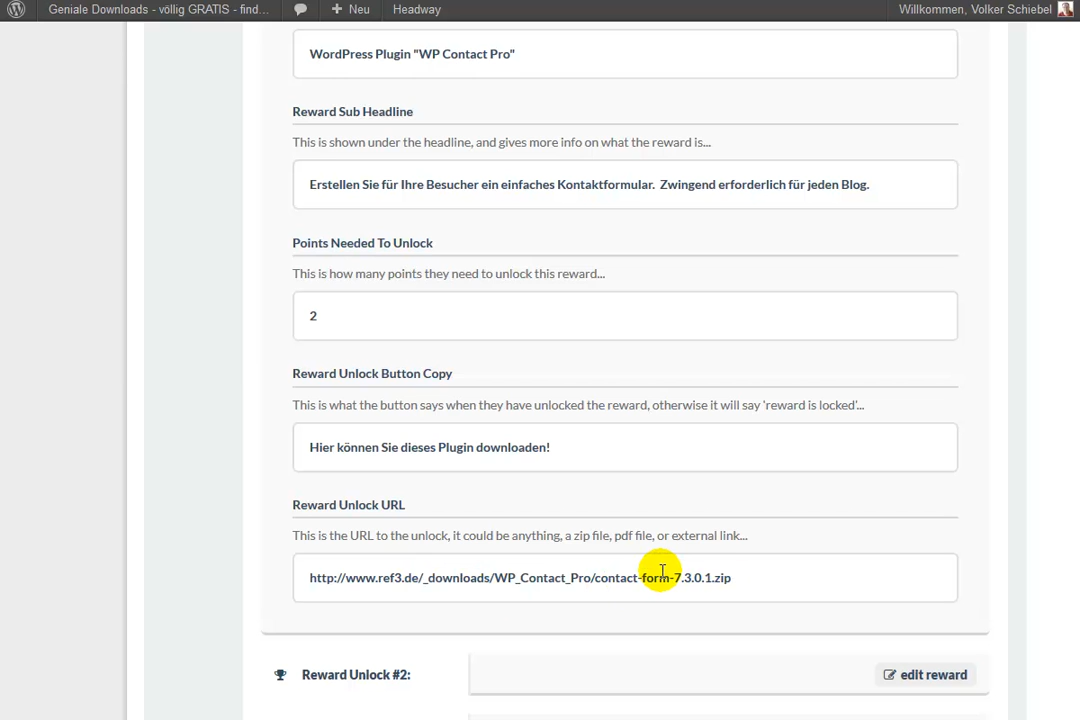 Geniale Downloads - völlig GRATIS - find... Neu Headway Willkommen, Volker Schiebel
WordPress Plugin "WP Contact Pro"
Reward Sub Headline
This is shown under the headline, and gives more info on what the reward is...
Erstellen Sie für Ihre Besucher ein einfaches Kontaktformular. Zwingend erforderlich für jeden Blog.
Points Needed To Unlock
This is how many points they need to unlock this reward...
2
Reward Unlock Button Copy
This is what the button says when they have unlocked the reward, otherwise it will say 'reward is locked'...
Hier können Sie dieses Plugin downloaden!
Reward Unlock URL
This is the URL to the unlock, it could be anything, a zip file, pdf file, or external link...
http://www.ref3.de/_downloads/WP_Contact_Pro/contact-form-7.3.0.1.zip
Reward Unlock #2: edit reward